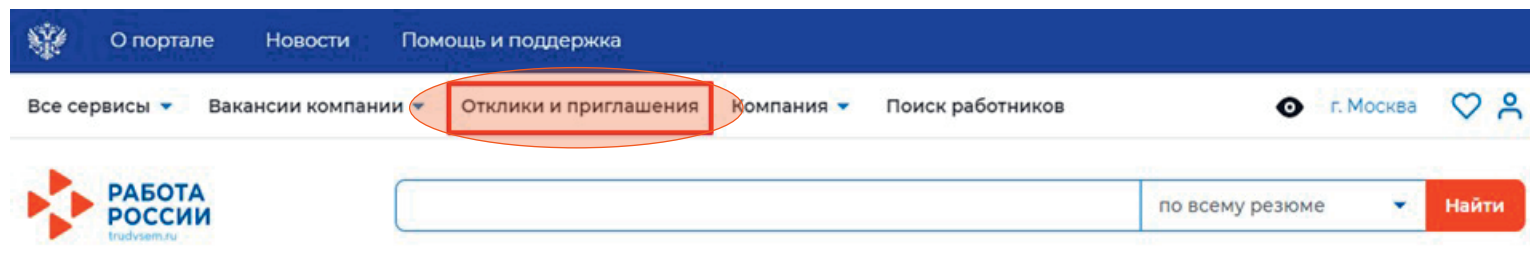 О портале Новости Помощь и поддержка
Все сервисы Вакансии компании Отклики и приглашения Компания Поиск работников г. Москва
РАБОТА
РОССИИ
trudvsem.ru
по всему резюме Найти